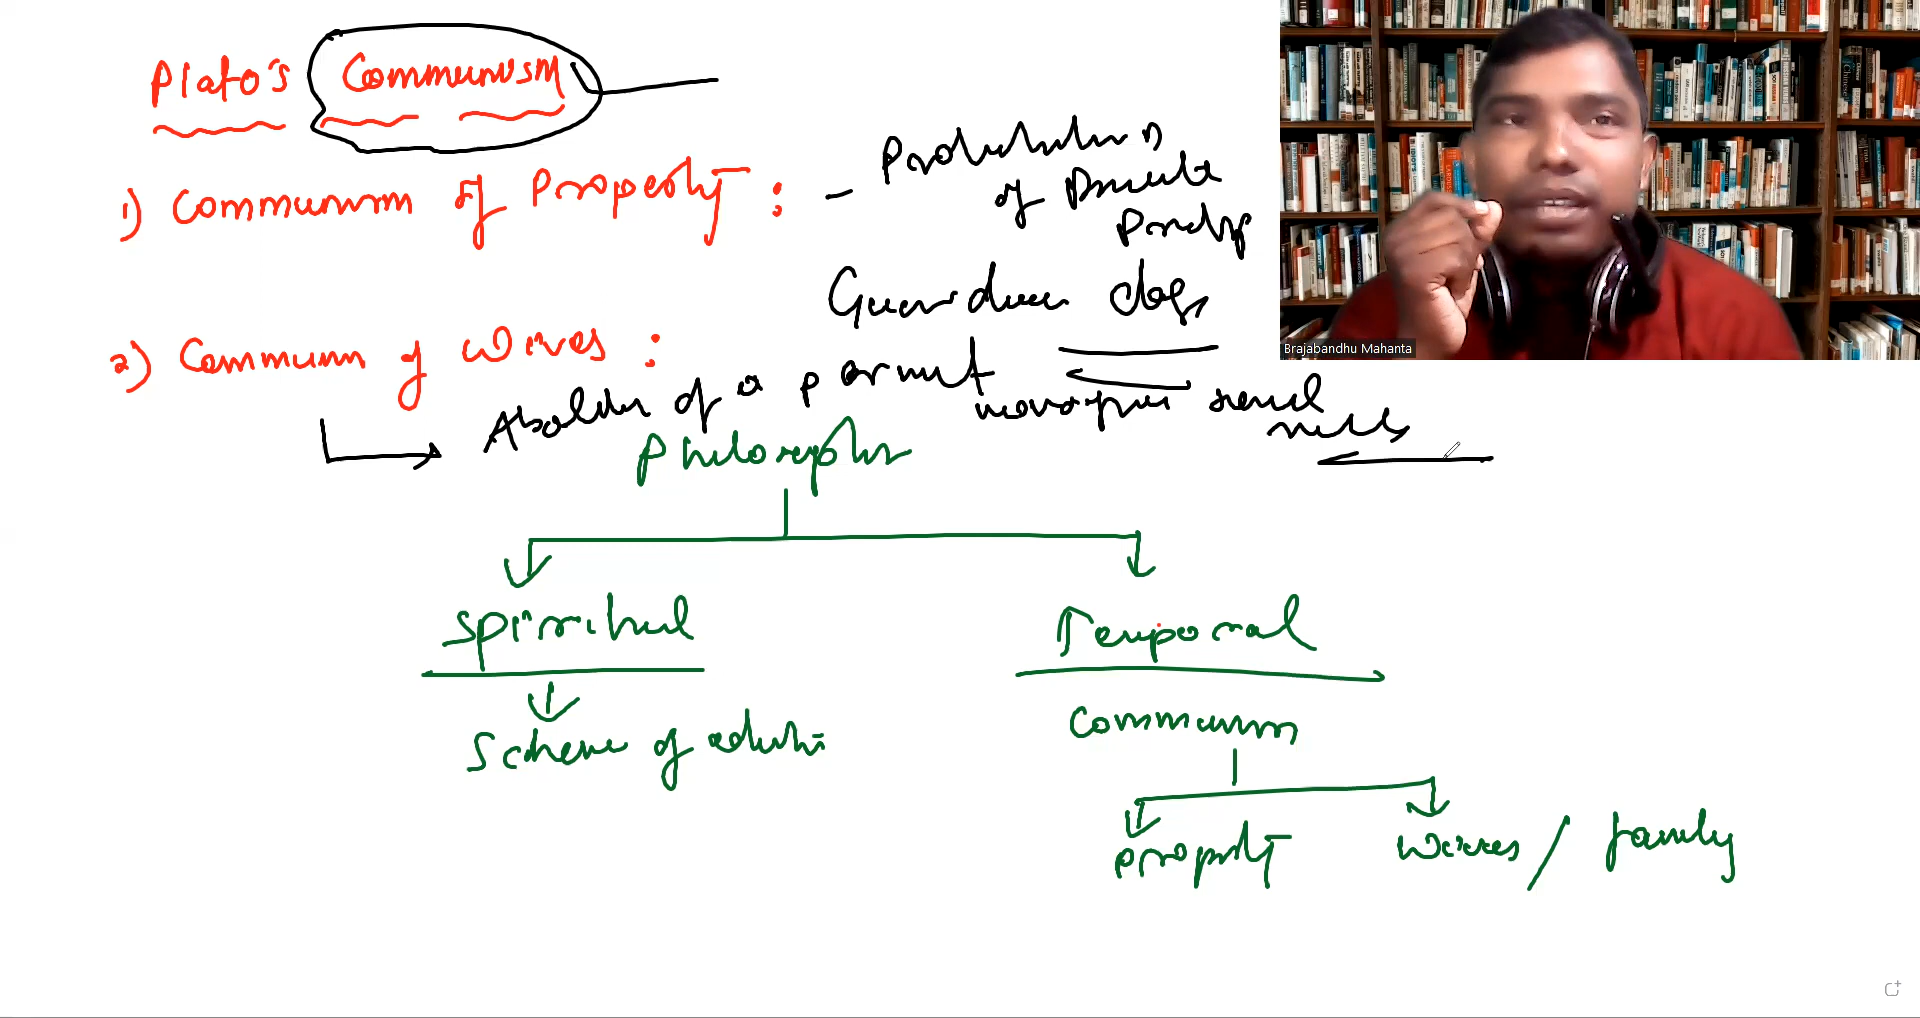 Plato's Communism
1) Communism of Property : - Prohibition
of Private
Property
Guardian class
2) Communism of Wives :
Abolition of a permanent monogamous sexual
Philosopher
Spiritual
Temporal
Scheme of education
Communism
Property
Wives / family
Brajabandhu Mahanta